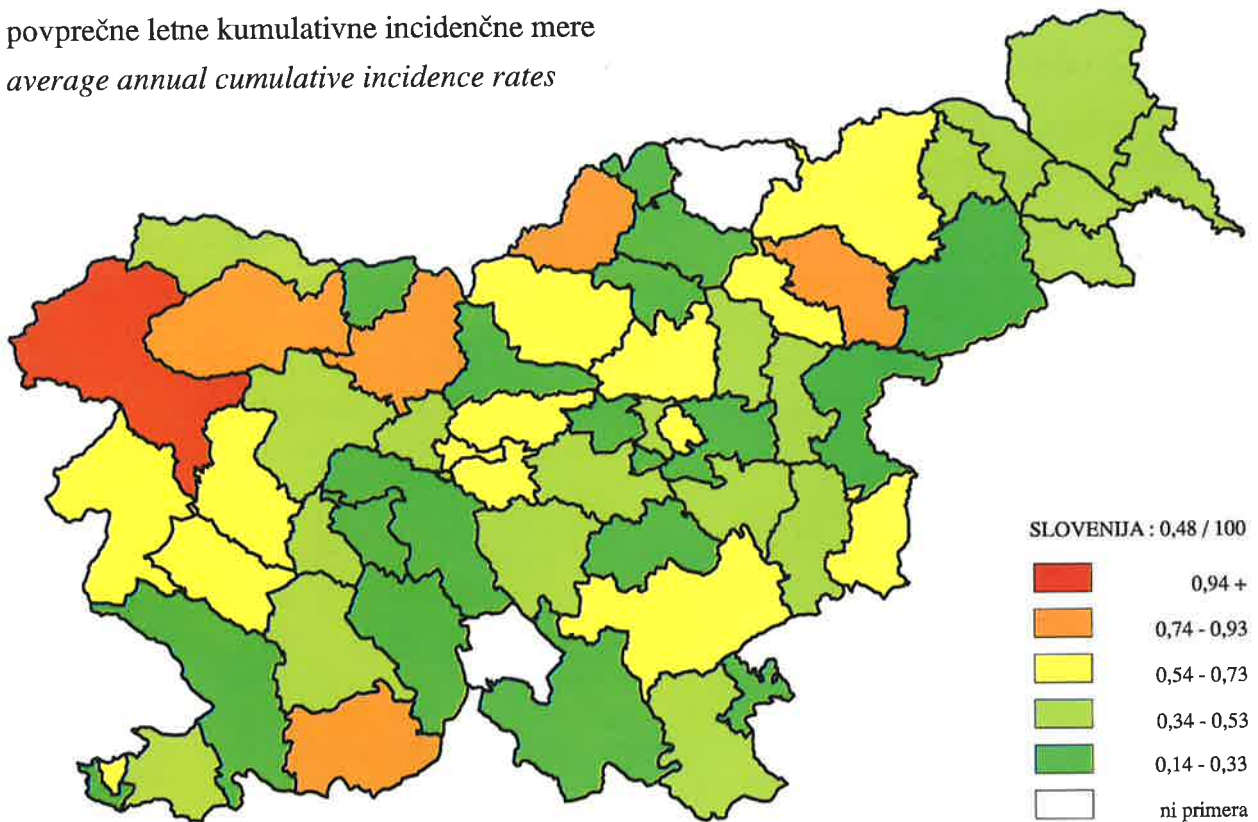 povprečne letne kumulativne incidenčne mere
average annual cumulative incidence rates
SLOVENIJA : 0,48 / 100
0,94 +
0,74 - 0,93
0,54 - 0,73
0,34 - 0,53
0,14 - 0,33
ni primera